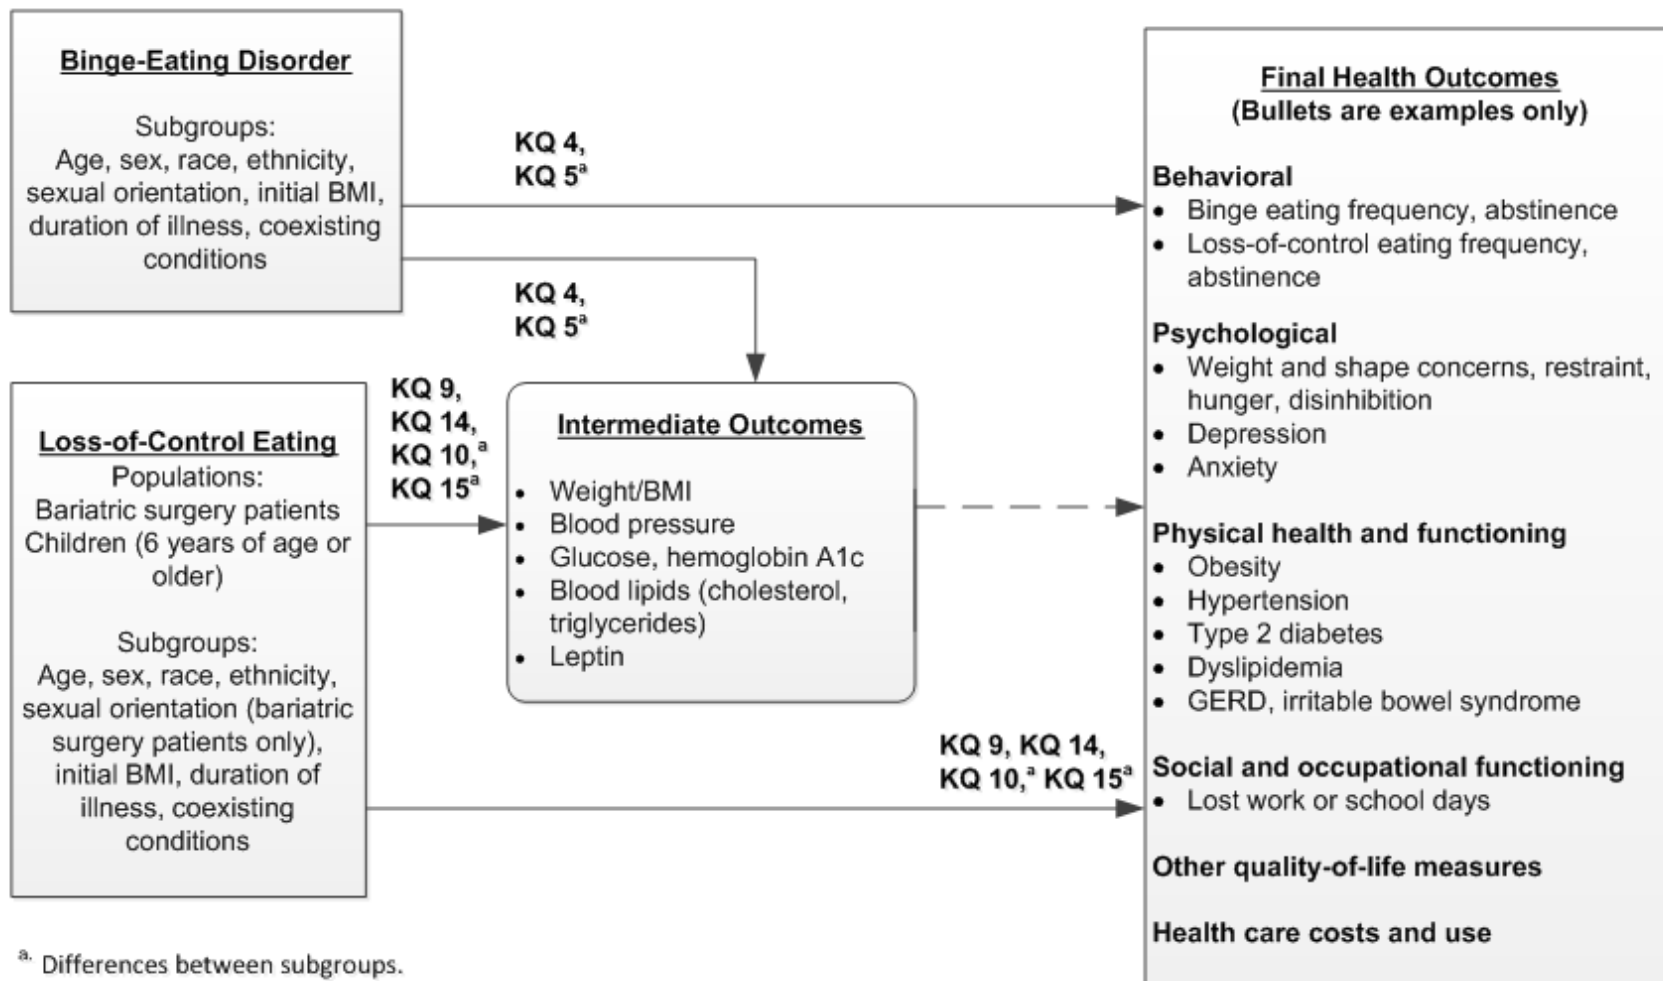 Binge-Eating Disorder
Subgroups:
Age, sex, race, ethnicity,
sexual orientation, initial BMI,
duration of illness, coexisting
conditions
KQ 4,
KQ 5ᵃ
KQ 4,
KQ 5ᵃ
Loss-of-Control Eating
Populations:
Bariatric surgery patients
Children (6 years of age or
older)
Subgroups:
Age, sex, race, ethnicity,
sexual orientation (bariatric
surgery patients only),
initial BMI, duration of
illness, coexisting
conditions
KQ 9,
KQ 14,
KQ 10,ᵃ
KQ 15ᵃ
Intermediate Outcomes
• Weight/BMI
• Blood pressure
• Glucose, hemoglobin A1c
• Blood lipids (cholesterol,
triglycerides)
• Leptin
KQ 9, KQ 14,
KQ 10,ᵃ KQ 15ᵃ
Final Health Outcomes
(Bullets are examples only)
Behavioral
• Binge eating frequency, abstinence
• Loss-of-control eating frequency,
abstinence
Psychological
• Weight and shape concerns, restraint,
hunger, disinhibition
• Depression
• Anxiety
Physical health and functioning
• Obesity
• Hypertension
• Type 2 diabetes
• Dyslipidemia
• GERD, irritable bowel syndrome
Social and occupational functioning
• Lost work or school days
Other quality-of-life measures
Health care costs and use
ᵃ· Differences between subgroups.